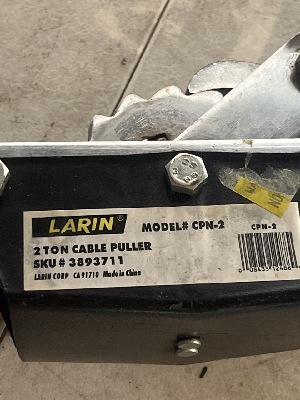 LARIN
MODEL# CPN-2
CPN-2
2 TON CABLE PULLER
SKU # 3893711
LARIN CORP. CA 91710 Made in China